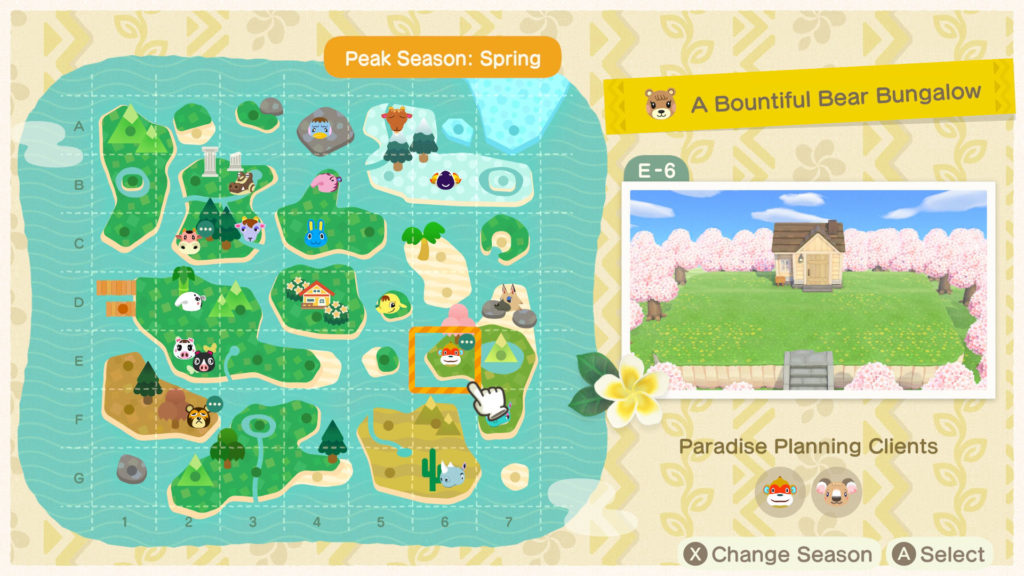 Peak Season: Spring
A Bountiful Bear Bungalow
E-6
A
B
C
D
E
F
G
1 2 3 4 5 6 7
Paradise Planning Clients
X Change Season A Select